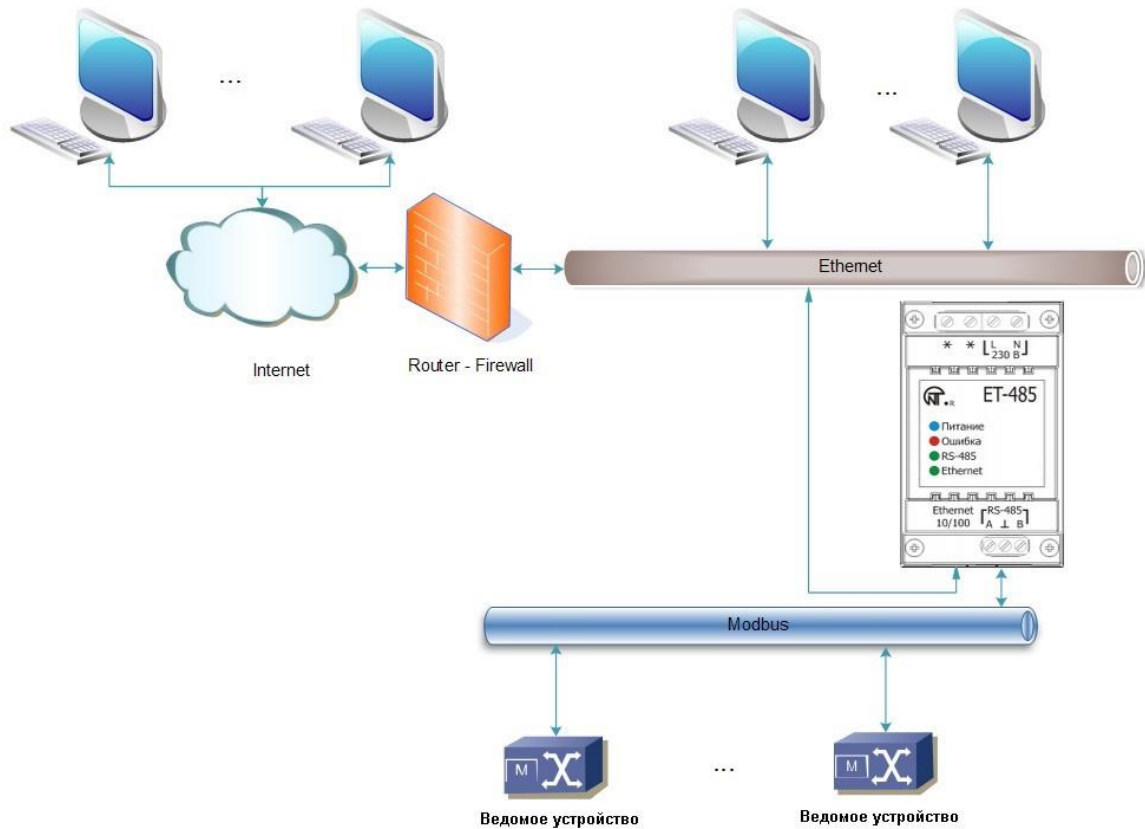 ...
...
Ethernet
Internet
Router - Firewall
* * L N
230 В
ET-485
Питание
Ошибка
RS-485
Ethernet
Ethernet
10/100
RS-485
A ⊥ B
Modbus
M
M
...
Ведомое устройство
Ведомое устройство